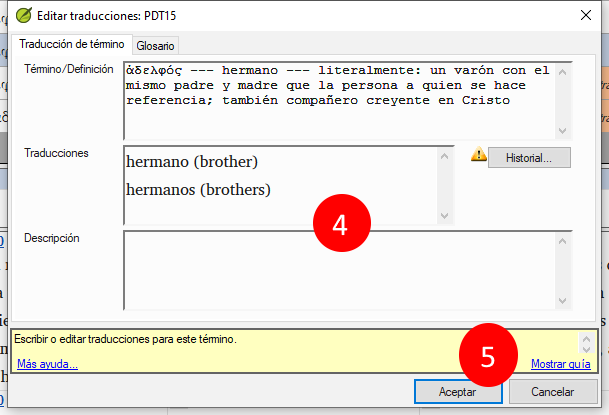 Editar traducciones: PDT15
Traducción de término
Glosario
Término/Definición
ἀδελφός --- hermano --- literalmente: un varón con el
mismo padre y madre que la persona a quien se hace
referencia; también compañero creyente en Cristo
Traducciones
hermano (brother)
hermanos (brothers)
Historial...
4
Descripción
Escribir o editar traducciones para este término.
5
Más ayuda...
Mostrar guía
Aceptar
Cancelar